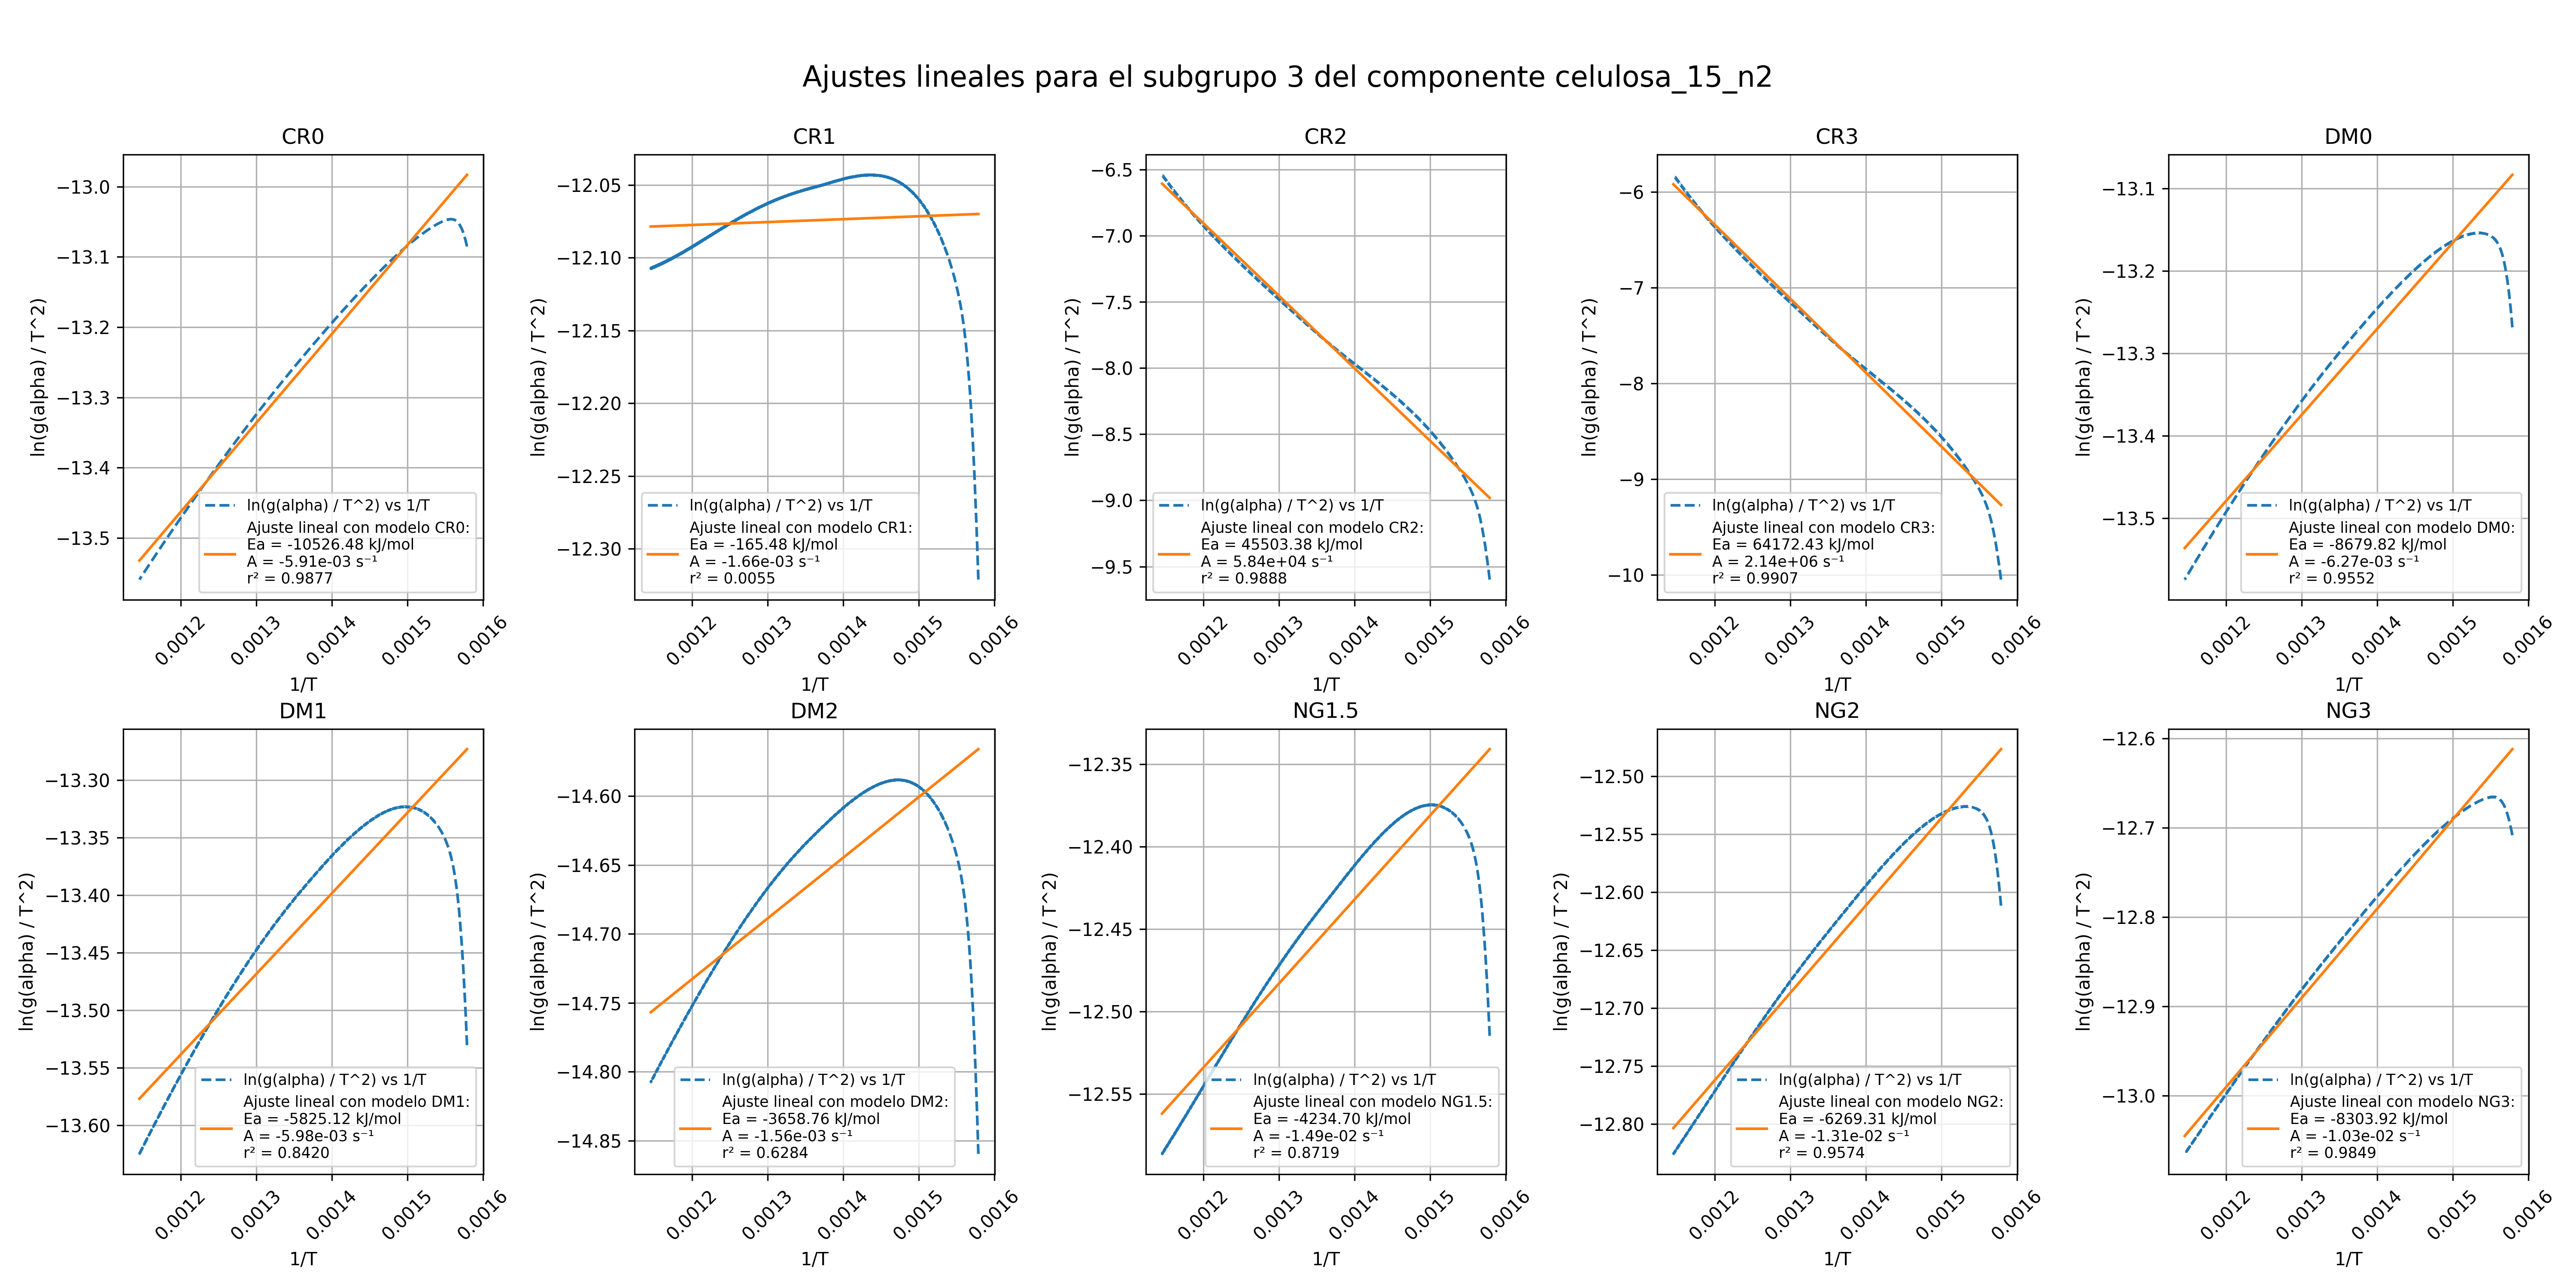 Ajustes lineales para el subgrupo 3 del componente celulosa_15_n2
CR0
ln(g(alpha) / T^2)
−13.0
−13.1
−13.2
−13.3
−13.4
−13.5
ln(g(alpha) / T^2) vs 1/T
Ajuste lineal con modelo CR0:
Ea = -10526.48 kJ/mol
A = -5.91e-03 s⁻¹
r² = 0.9877
0.0012
0.0013
0.0014
0.0015
0.0016
1/T
CR1
ln(g(alpha) / T^2)
−12.05
−12.10
−12.15
−12.20
−12.25
−12.30
ln(g(alpha) / T^2) vs 1/T
Ajuste lineal con modelo CR1:
Ea = -165.48 kJ/mol
A = -1.66e-03 s⁻¹
r² = 0.0055
0.0012
0.0013
0.0014
0.0015
0.0016
1/T
CR2
ln(g(alpha) / T^2)
−6.5
−7.0
−7.5
−8.0
−8.5
−9.0
−9.5
ln(g(alpha) / T^2) vs 1/T
Ajuste lineal con modelo CR2:
Ea = 45503.38 kJ/mol
A = 5.84e+04 s⁻¹
r² = 0.9888
0.0012
0.0013
0.0014
0.0015
0.0016
1/T
CR3
ln(g(alpha) / T^2)
−6
−7
−8
−9
−10
ln(g(alpha) / T^2) vs 1/T
Ajuste lineal con modelo CR3:
Ea = 64172.43 kJ/mol
A = 2.14e+06 s⁻¹
r² = 0.9907
0.0012
0.0013
0.0014
0.0015
0.0016
1/T
DM0
ln(g(alpha) / T^2)
−13.1
−13.2
−13.3
−13.4
−13.5
ln(g(alpha) / T^2) vs 1/T
Ajuste lineal con modelo DM0:
Ea = -8679.82 kJ/mol
A = -6.27e-03 s⁻¹
r² = 0.9552
0.0012
0.0013
0.0014
0.0015
0.0016
1/T
DM1
ln(g(alpha) / T^2)
−13.30
−13.35
−13.40
−13.45
−13.50
−13.55
−13.60
ln(g(alpha) / T^2) vs 1/T
Ajuste lineal con modelo DM1:
Ea = -5825.12 kJ/mol
A = -5.98e-03 s⁻¹
r² = 0.8420
0.0012
0.0013
0.0014
0.0015
0.0016
1/T
DM2
ln(g(alpha) / T^2)
−14.60
−14.65
−14.70
−14.75
−14.80
−14.85
ln(g(alpha) / T^2) vs 1/T
Ajuste lineal con modelo DM2:
Ea = -3658.76 kJ/mol
A = -1.56e-03 s⁻¹
r² = 0.6284
0.0012
0.0013
0.0014
0.0015
0.0016
1/T
NG1.5
ln(g(alpha) / T^2)
−12.35
−12.40
−12.45
−12.50
−12.55
ln(g(alpha) / T^2) vs 1/T
Ajuste lineal con modelo NG1.5:
Ea = -4234.70 kJ/mol
A = -1.49e-02 s⁻¹
r² = 0.8719
0.0012
0.0013
0.0014
0.0015
0.0016
1/T
NG2
ln(g(alpha) / T^2)
−12.50
−12.55
−12.60
−12.65
−12.70
−12.75
−12.80
ln(g(alpha) / T^2) vs 1/T
Ajuste lineal con modelo NG2:
Ea = -6269.31 kJ/mol
A = -1.31e-02 s⁻¹
r² = 0.9574
0.0012
0.0013
0.0014
0.0015
0.0016
1/T
NG3
ln(g(alpha) / T^2)
−12.6
−12.7
−12.8
−12.9
−13.0
ln(g(alpha) / T^2) vs 1/T
Ajuste lineal con modelo NG3:
Ea = -8303.92 kJ/mol
A = -1.03e-02 s⁻¹
r² = 0.9849
0.0012
0.0013
0.0014
0.0015
0.0016
1/T